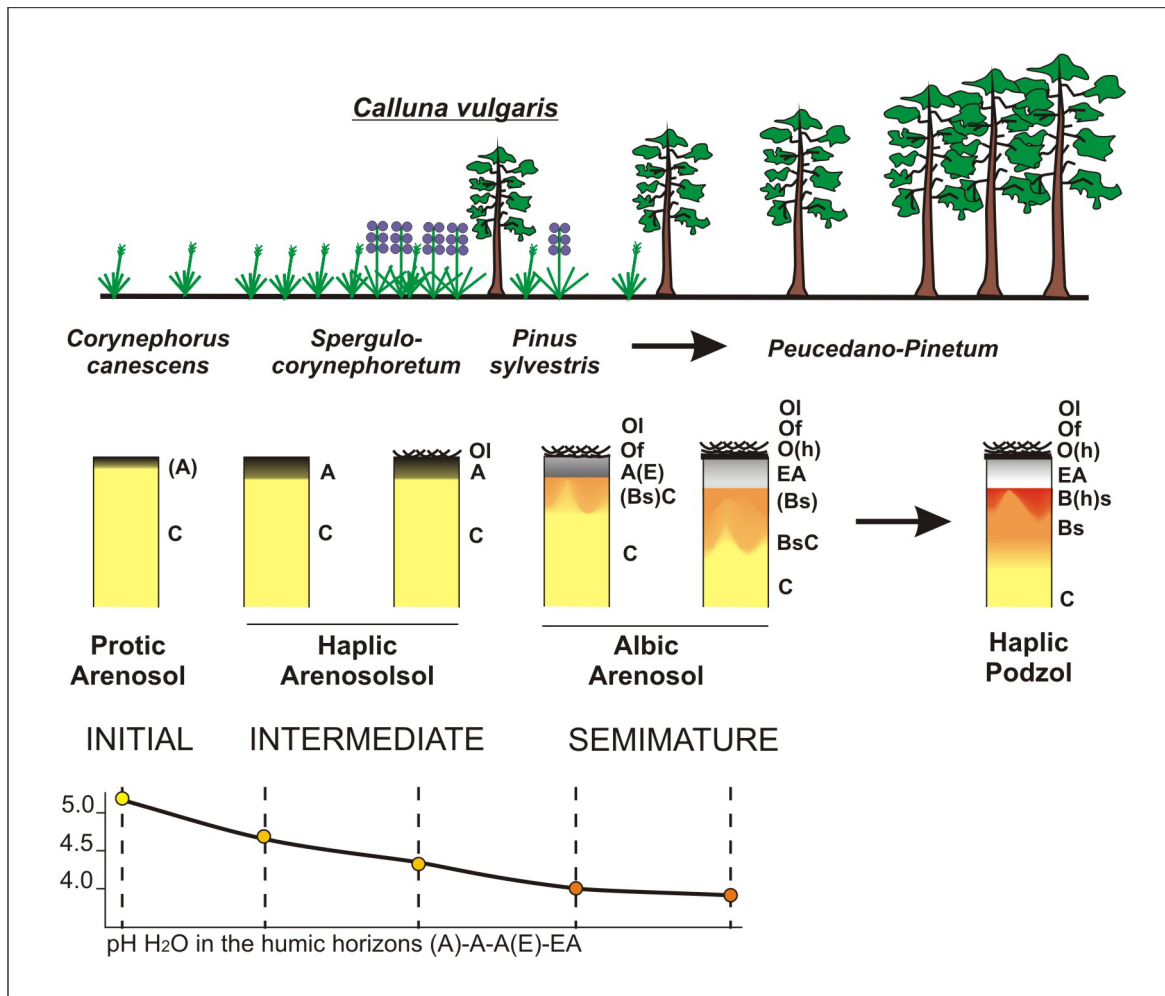 Calluna vulgaris
Corynephorus
canescens
Spergulo-
corynephoretum
Pinus
sylvestris
Peucedano-Pinetum
(A)
C
A
C
Ol
A
C
Ol
Of
A(E)
(Bs)C
C
Ol
Of
O(h)
EA
(Bs)
BsC
C
Ol
Of
O(h)
EA
B(h)s
Bs
C
Protic
Arenosol
Haplic
Arenosolsol
Albic
Arenosol
Haplic
Podzol
INITIAL
INTERMEDIATE
SEMIMATURE
5.0
4.5
4.0
pH H2O in the humic horizons (A)-A-A(E)-EA